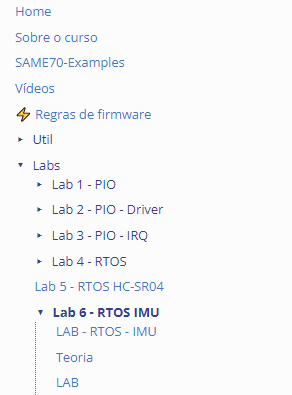 Home
Sobre o curso
SAME70-Examples
Vídeos
Regras de firmware
Util
Labs
Lab 1 - PIO
Lab 2 - PIO - Driver
Lab 3 - PIO - IRQ
Lab 4 - RTOS
Lab 5 - RTOS HC-SR04
Lab 6 - RTOS IMU
LAB - RTOS - IMU
Teoria
LAB